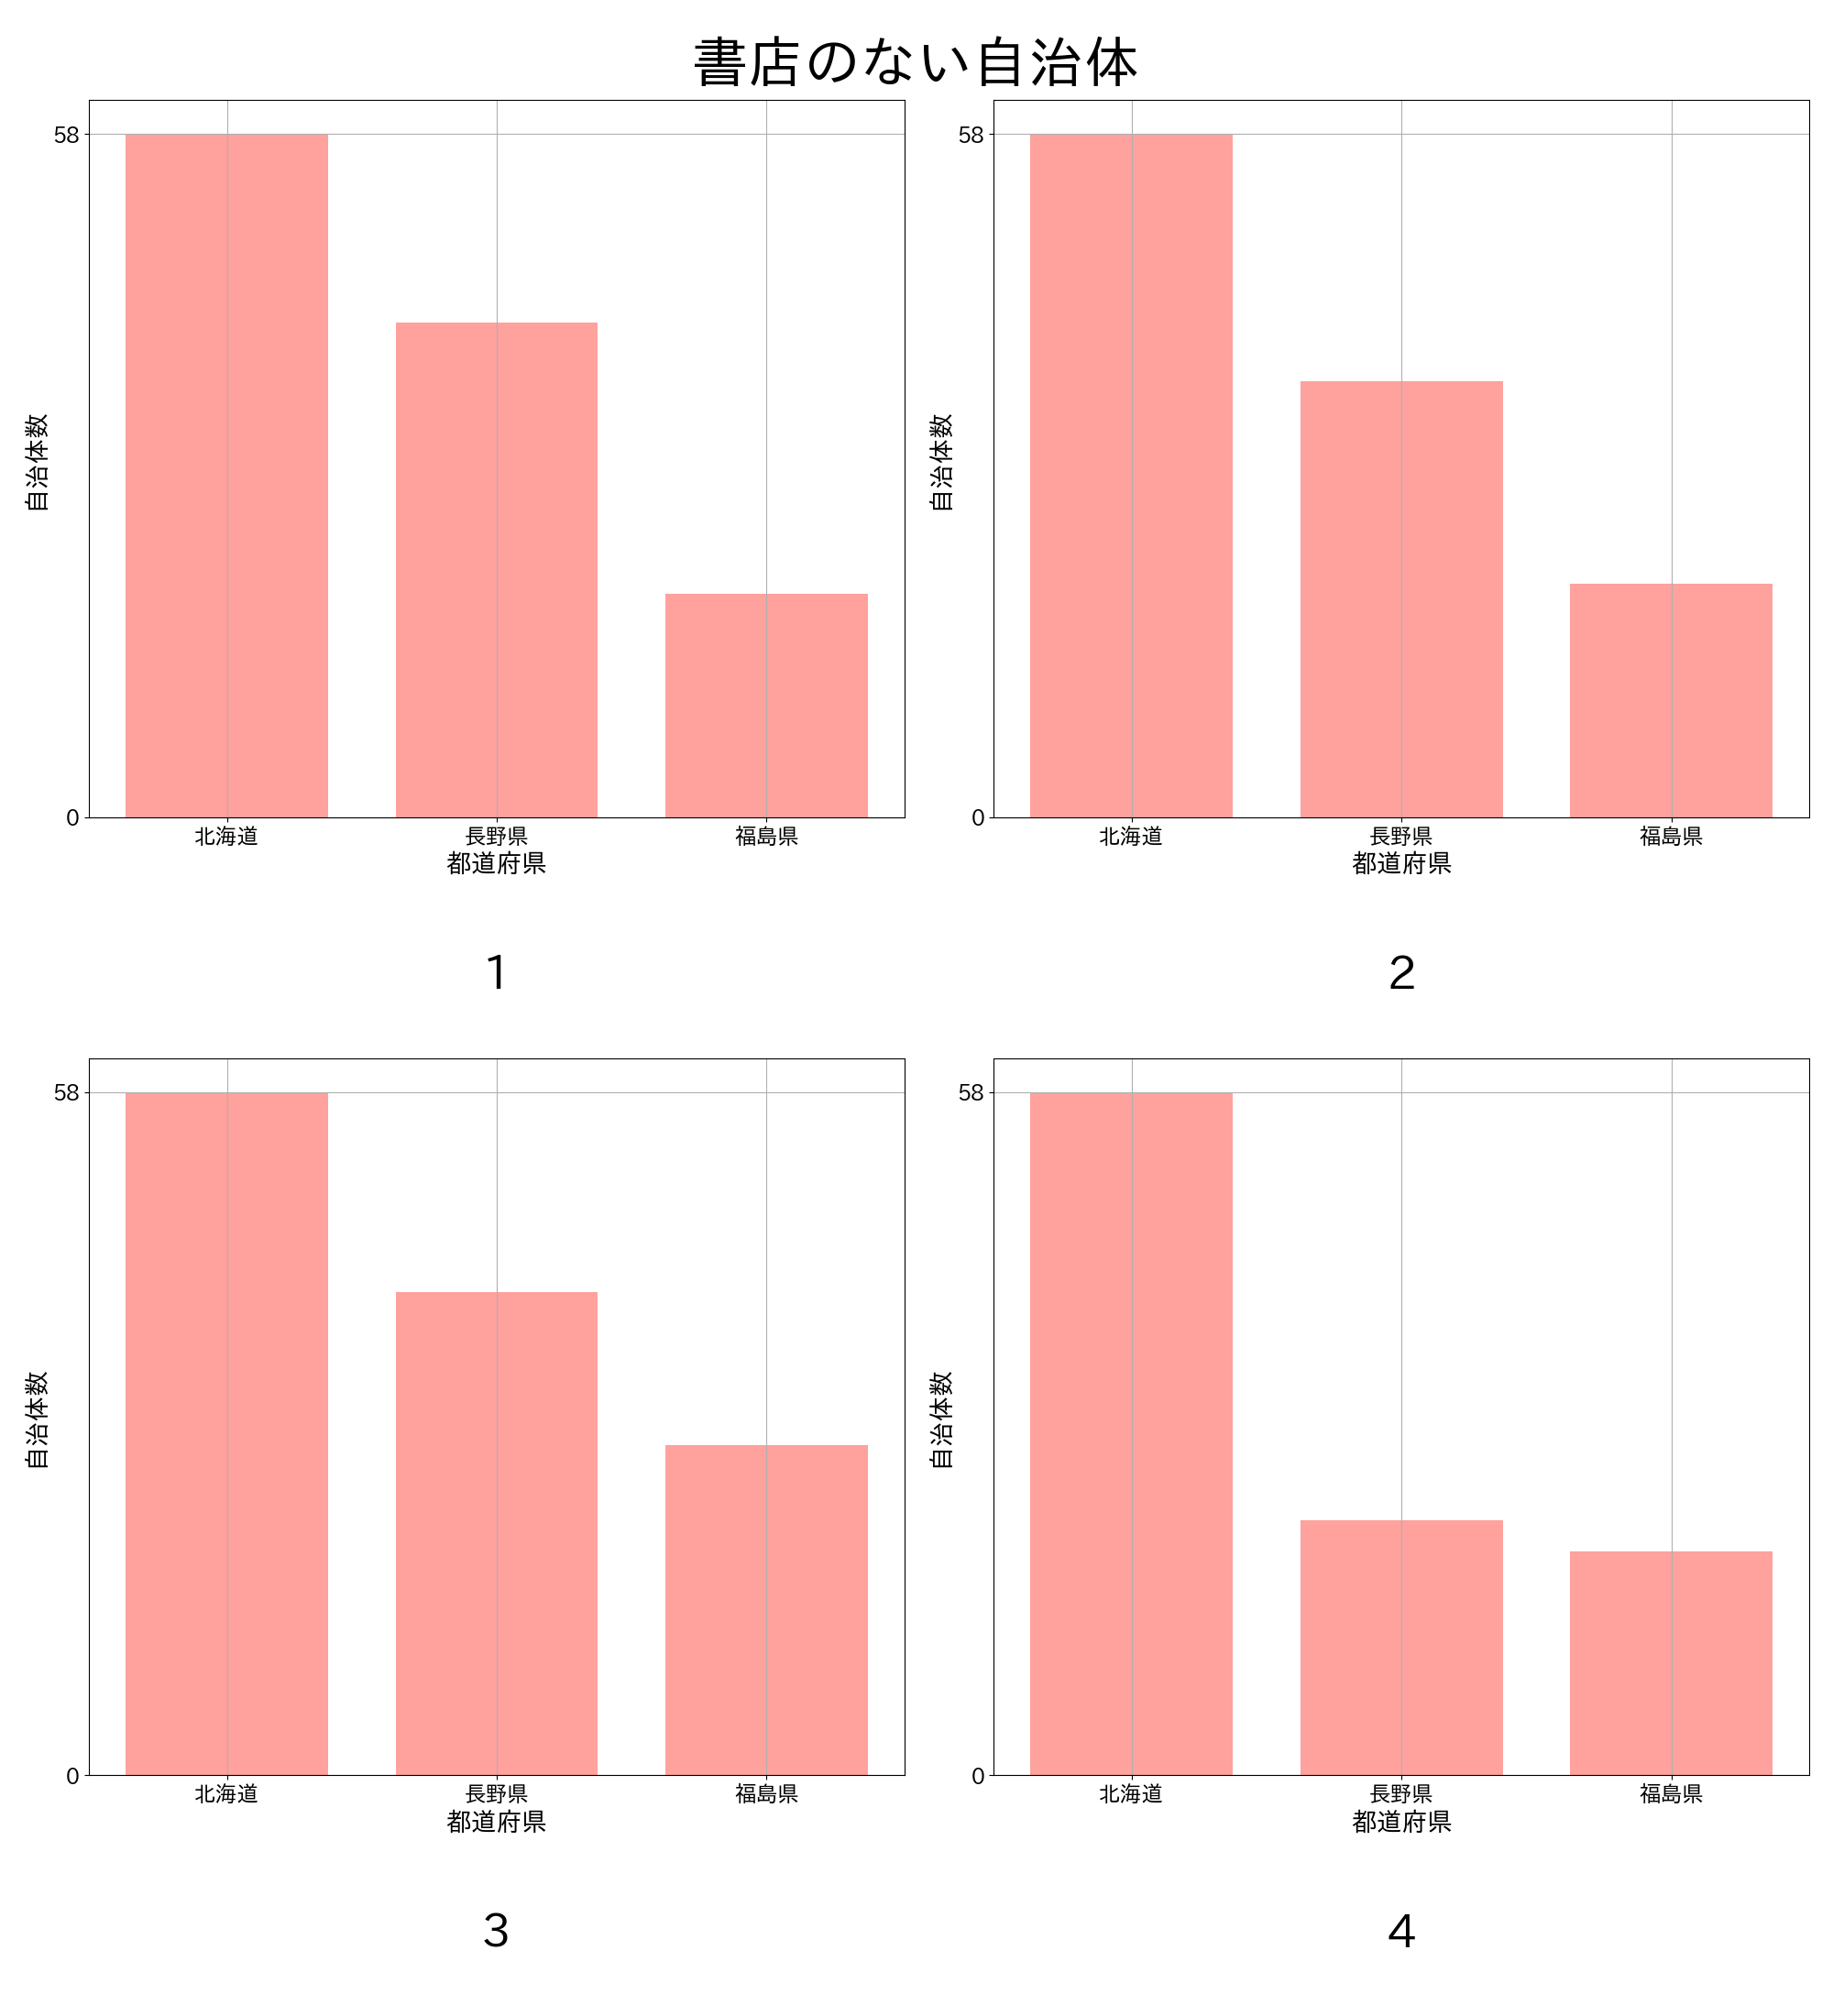 書店のない自治体
58
0
自治体数
北海道 長野県 福島県
都道府県
1
58
0
自治体数
北海道 長野県 福島県
都道府県
2
58
0
自治体数
北海道 長野県 福島県
都道府県
3
58
0
自治体数
北海道 長野県 福島県
都道府県
4